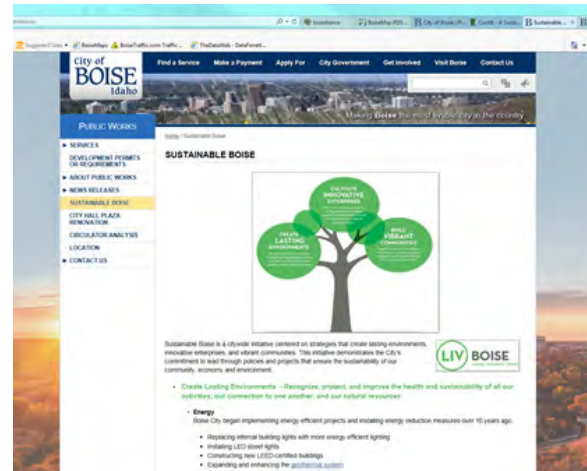 City of Boise | Pl...
Sustainable...
Suggested Sites
BoiseMaps
BoiseTraffic.com Traffic...
TheDataWeb - DataFerrett...
City of
BOISE
Idaho
Find a Service
Make a Payment
Apply For
City Government
Get Involved
Visit Boise
Contact Us
Making Boise the most livable city in the country
PUBLIC WORKS
SERVICES
DEVELOPMENT PERMITS
OR REQUIREMENTS
ABOUT PUBLIC WORKS
NEWS RELEASES
SUSTAINABLE BOISE
CITY HALL PLAZA
RENOVATION
CIRCULATOR ANALYSIS
LOCATION
CONTACT US
Home / Sustainable Boise
SUSTAINABLE BOISE
CULTIVATE
INNOVATIVE
ENTERPRISES
CREATE
LASTING
ENVIRONMENTS
BUILD
VIBRANT
COMMUNITIES
Sustainable Boise is a citywide initiative centered on strategies that create lasting environments,
innovative enterprises, and vibrant communities. This initiative demonstrates the City's
commitment to lead through policies and projects that ensure the sustainability of our
community, economy and environment.
LIV BOISE
Create Lasting Environments - Recognize, protect, and improve the health and sustainability of all our
activities, our connection to one another, and our natural resources
Energy
Boise City began implementing energy efficient projects and installing energy reduction measures over 10 years ago.
Replacing internal building lights with more energy efficient lighting
Installing LED street lights
Constructing new LEED-certified buildings
Expanding and enhancing the geothermal system